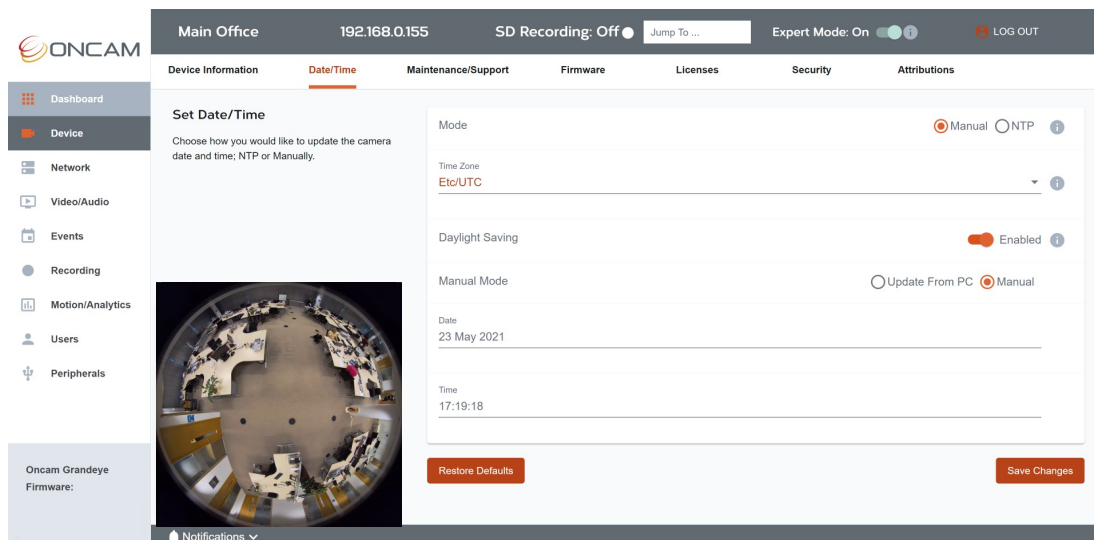 ONCAM
Main Office
192.168.0.155
SD Recording: Off
Jump To ...
Expert Mode: On
LOG OUT
Device Information
Date/Time
Maintenance/Support
Firmware
Licenses
Security
Attributions
Dashboard
Device
Network
Video/Audio
Events
Recording
Motion/Analytics
Users
Peripherals
Oncam Grandeye
Firmware:
Set Date/Time
Choose how you would like to update the camera
date and time; NTP or Manually.
Mode
Manual
NTP
Time Zone
Etc/UTC
Daylight Saving
Enabled
Manual Mode
Update From PC
Manual
Date
23 May 2021
Time
17:19:18
Restore Defaults
Save Changes
Notifications